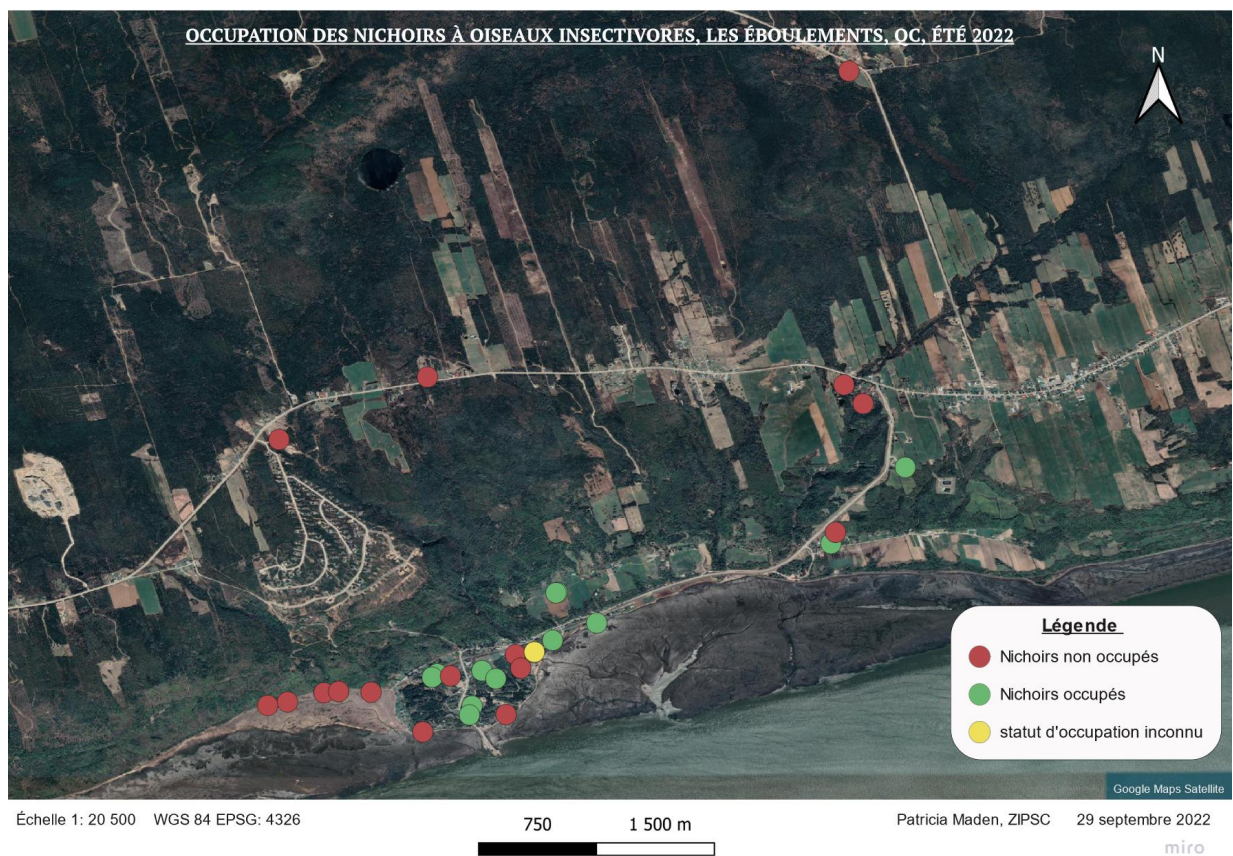 OCCUPATION DES NICHOIRS À OISEAUX INSECTIVORES, LES ÉBOULEMENTS, QC, ÉTÉ 2022
N
Légende
Nichoirs non occupés
Nichoirs occupés
statut d'occupation inconnu
Google Maps Satellite
Échelle 1: 20 500 WGS 84 EPSG: 4326
750 1 500 m
Patricia Maden, ZIPSC 29 septembre 2022
miro